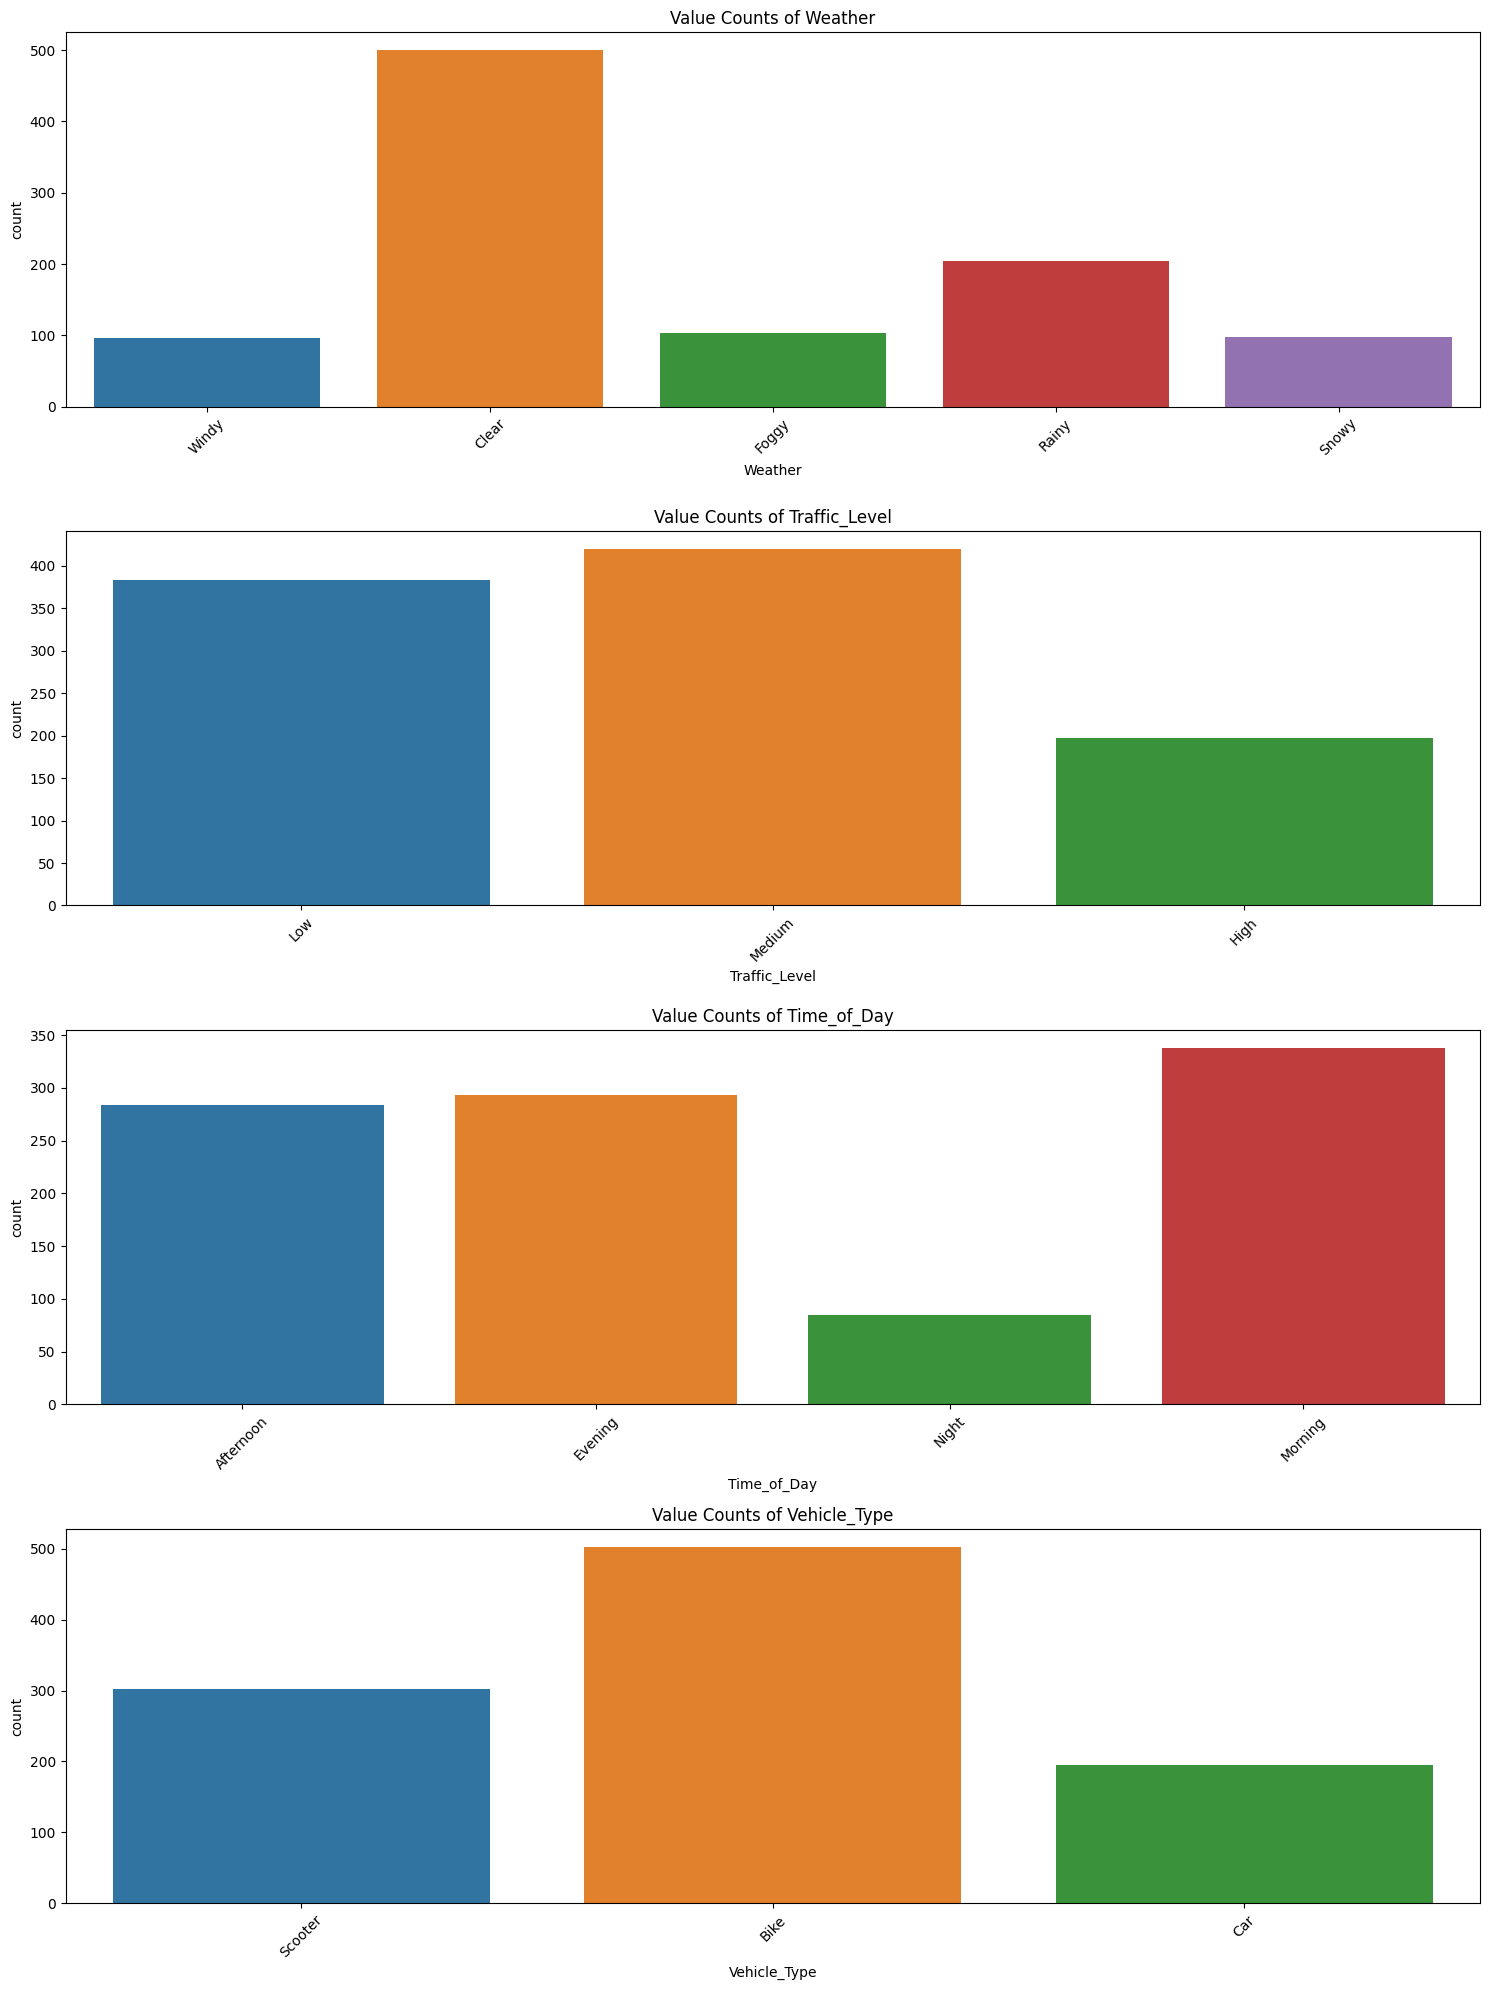 Value Counts of Weather
500
400
300
200
100
0
count
Windy
Clear
Foggy
Rainy
Snowy
Weather
Value Counts of Traffic_Level
400
350
300
250
200
150
100
50
0
count
Low
Medium
High
Traffic_Level
Value Counts of Time_of_Day
350
300
250
200
150
100
50
0
count
Afternoon
Evening
Night
Morning
Time_of_Day
Value Counts of Vehicle_Type
500
400
300
200
100
0
count
Scooter
Bike
Car
Vehicle_Type